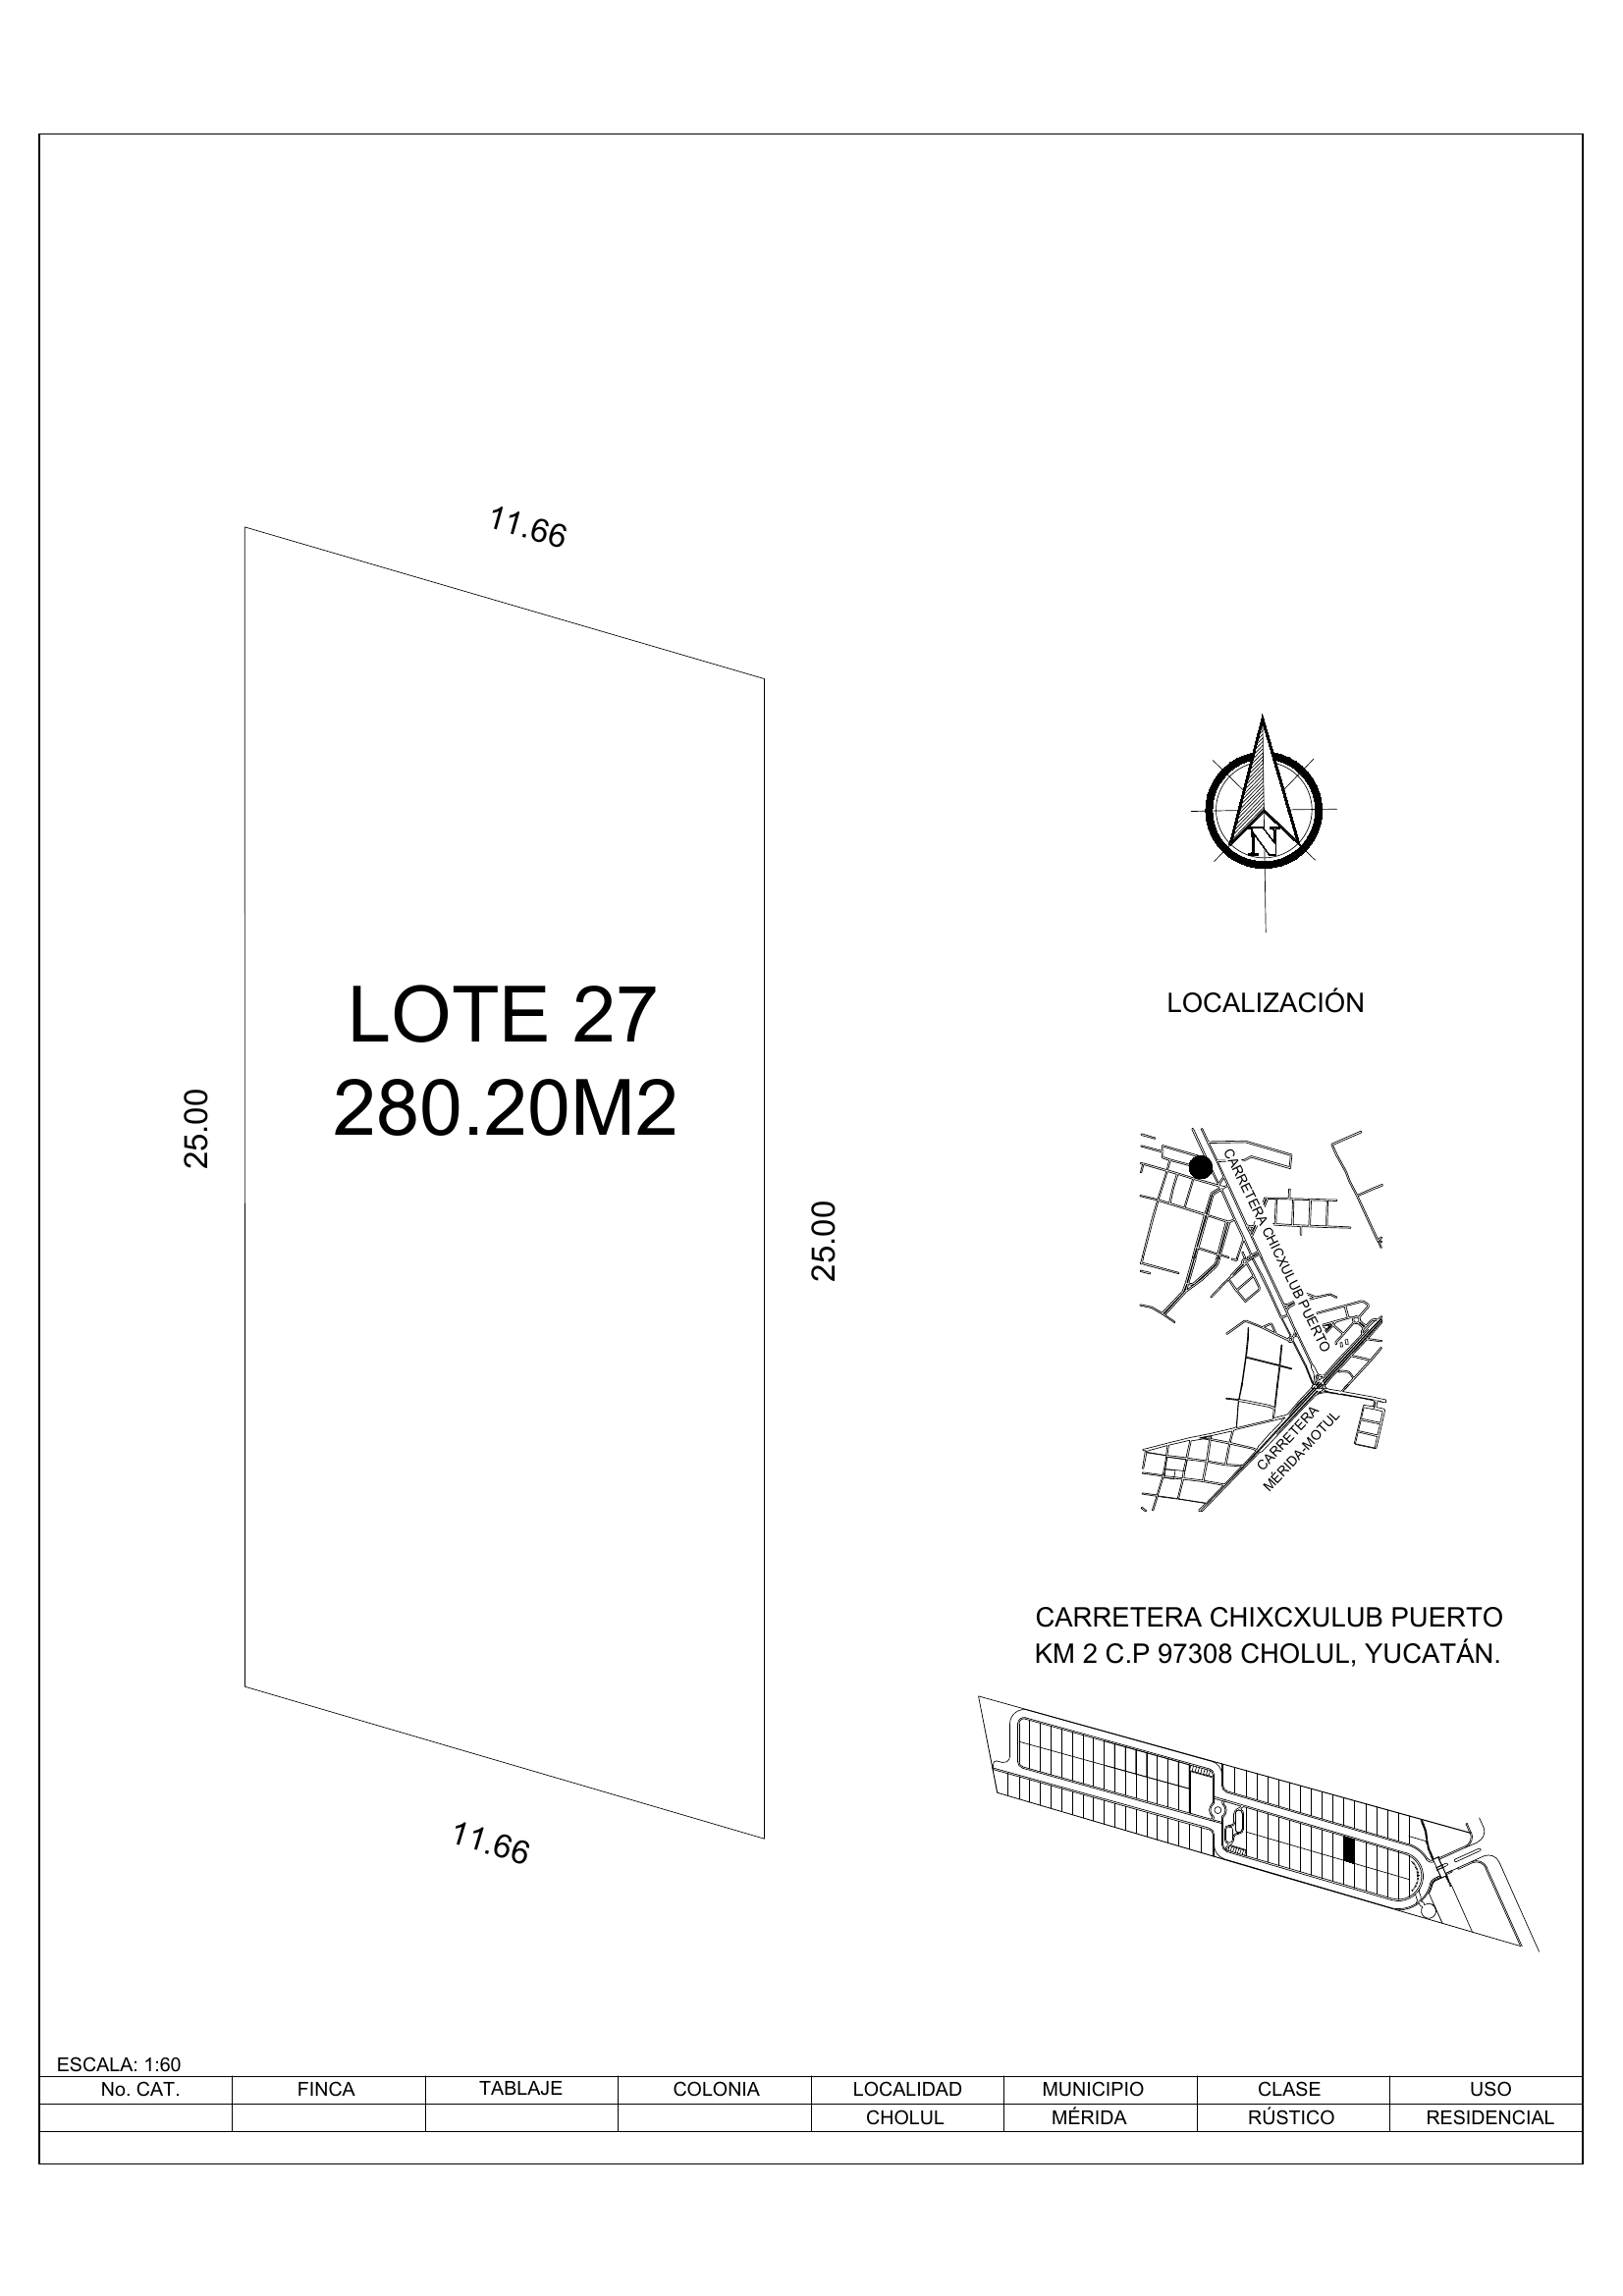 11.66
LOTE 27
280.20M2
25.00
25.00
11.66
N
LOCALIZACIÓN
CARRETERA CHICXULUB PUERTO
CARRETERA
MÉRIDA-MOTUL
CARRETERA CHIXCXULUB PUERTO
KM 2 C.P 97308 CHOLUL, YUCATÁN.
ESCALA: 1:60
No. CAT. FINCA TABLAJE COLONIA LOCALIDAD MUNICIPIO CLASE USO
CHOLUL MÉRIDA RÚSTICO RESIDENCIAL